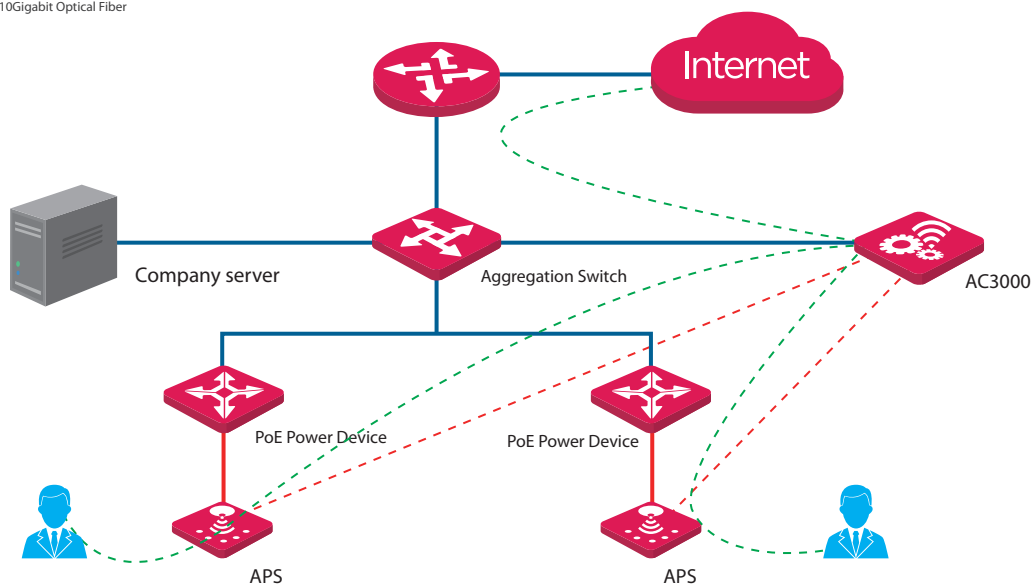 10Gigabit Optical Fiber
Internet
Company server
Aggregation Switch
AC3000
PoE Power Device
PoE Power Device
APS
APS